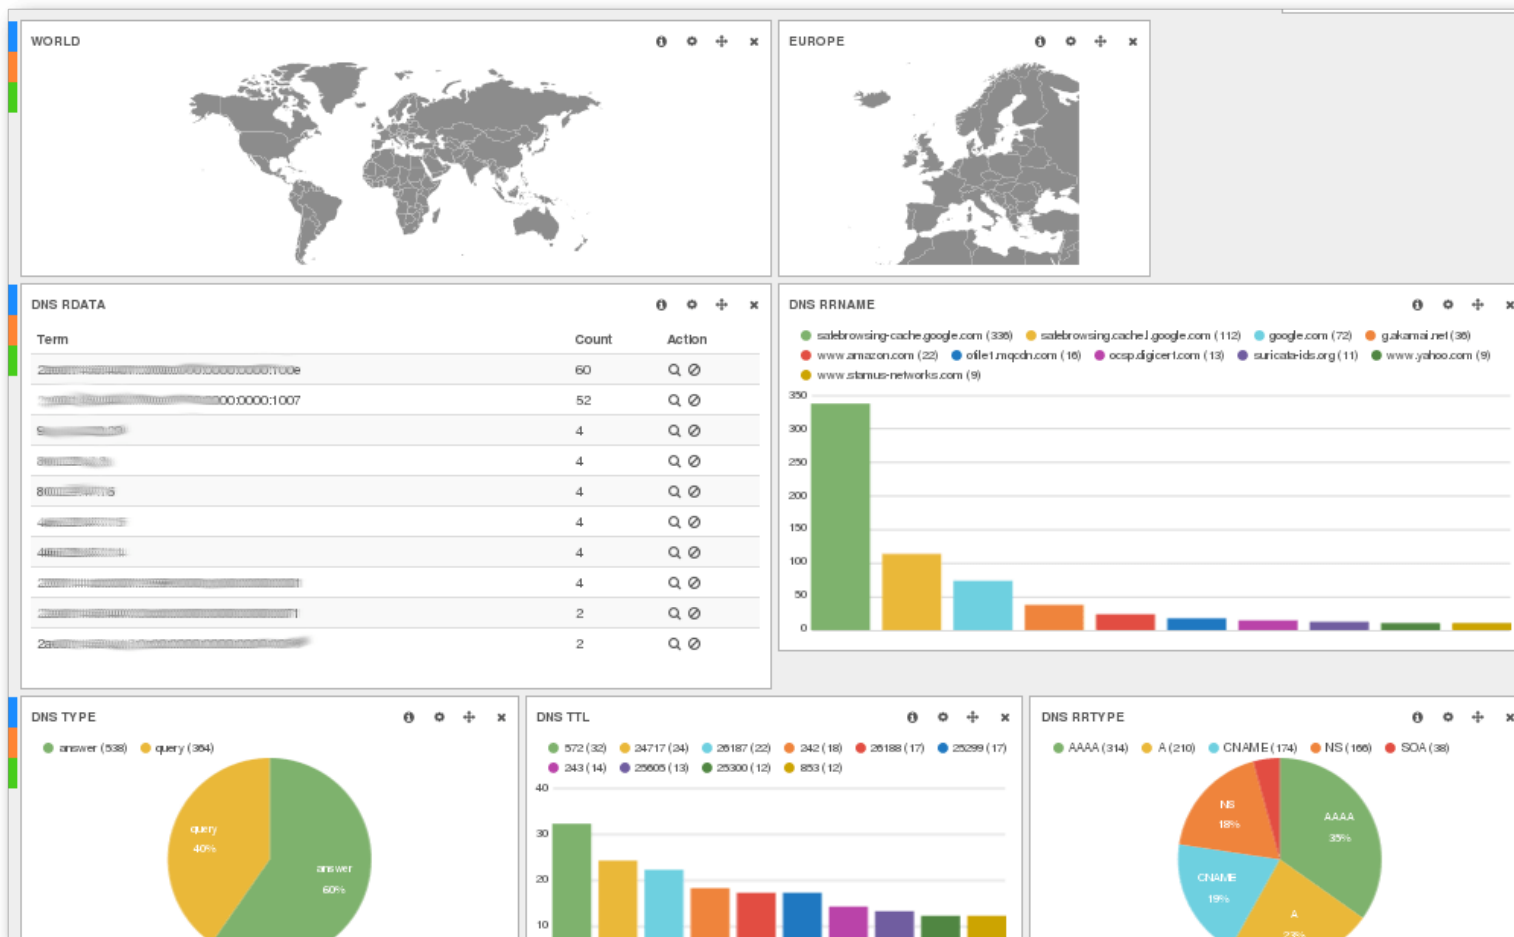 WORLD
EUROPE
DNS RDATA
Term Count Action
60
:0000:0000:1007 52
4
4
4
4
4
4
2
2
DNS RRNAME
safebrowsing-cache.google.com (336) safebrowsing.cache.l.google.com (112) google.com (72) g.akamai.net (36)
www.amazon.com (22) ofile1.mqcdn.com (16) ocsp.digicert.com (13) suricata-ids.org (11) www.yahoo.com (9)
www.stamus-networks.com (9)
350
300
250
200
150
100
50
0
DNS TYPE
answer (538) query (364)
query
40%
answer
60%
DNS TTL
572 (32) 24717 (24) 26187 (22) 242 (18) 26188 (17) 25299 (17)
243 (14) 25605 (13) 25300 (12) 853 (12)
40
30
20
10
DNS RRTYPE
AAAA (314) A (210) CNAME (174) NS (166) SOA (38)
NS
18%
AAAA
35%
CNAME
19%
A
23%